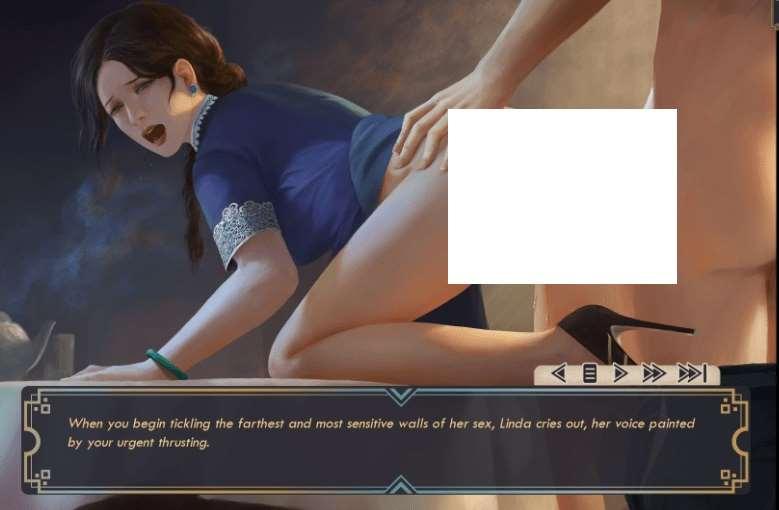 When you begin tickling the farthest and most sensitive walls of her sex, Linda cries out, her voice painted
by your urgent thrusting.